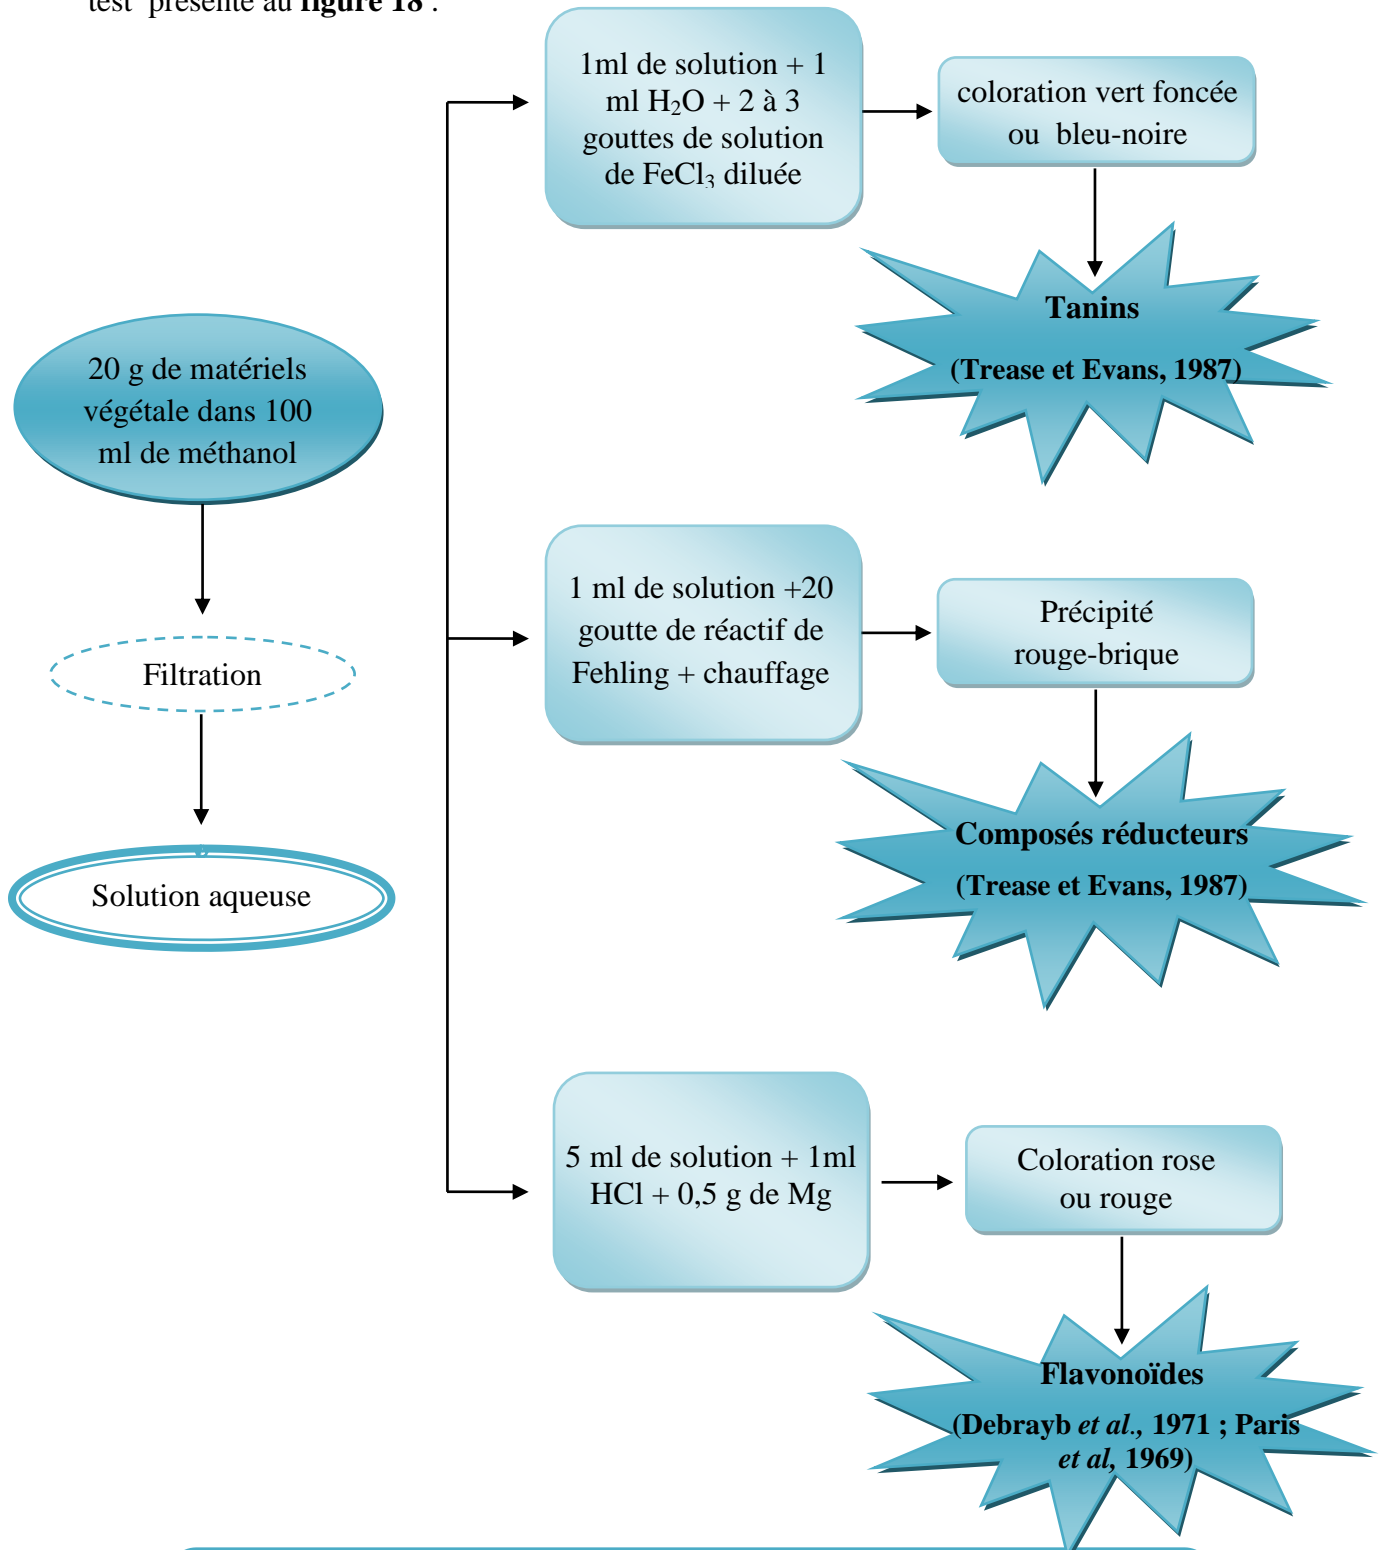 test présenté au figure 18 :
1ml de solution + 1
ml H₂O + 2 à 3
gouttes de solution
de FeCl₃ diluée
coloration vert foncée
ou bleu-noire
Tanins
(Trease et Evans, 1987)
20 g de matériels
végétale dans 100
ml de méthanol
Filtration
Solution aqueuse
1 ml de solution +20
goutte de réactif de
Fehling + chauffage
Précipité
rouge-brique
Composés réducteurs
(Trease et Evans, 1987)
5 ml de solution + 1ml
HCl + 0,5 g de Mg
Coloration rose
ou rouge
Flavonoïdes
(Debrayb et al., 1971 ; Paris
et al, 1969)